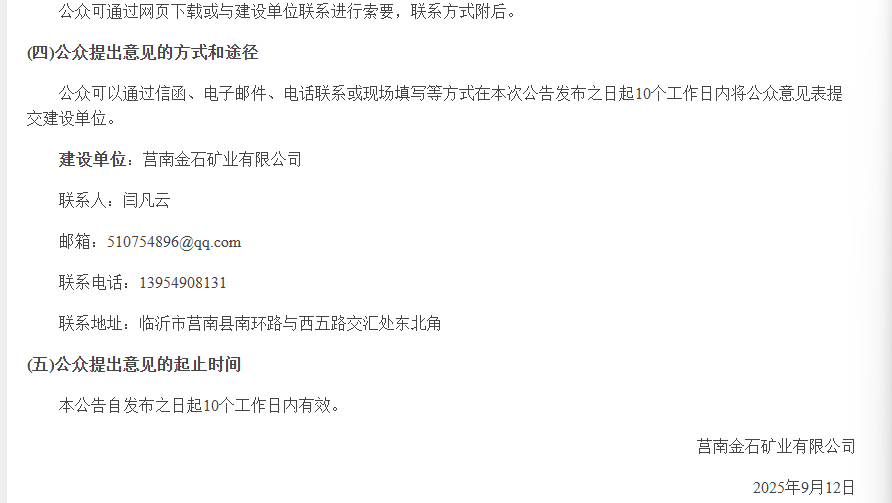 公众可通过网页下载或与建设单位联系进行索要，联系方式附后。
(四)公众提出意见的方式和途径
公众可以通过信函、电子邮件、电话联系或现场填写等方式在本次公告发布之日起10个工作日内将公众意见表提
交建设单位。
建设单位：莒南金石矿业有限公司
联系人：闫凡云
邮箱：510754896@qq.com
联系电话：13954908131
联系地址：临沂市莒南县南环路与西五路交汇处东北角
(五)公众提出意见的起止时间
本公告自发布之日起10个工作日内有效。
莒南金石矿业有限公司
2025年9月12日